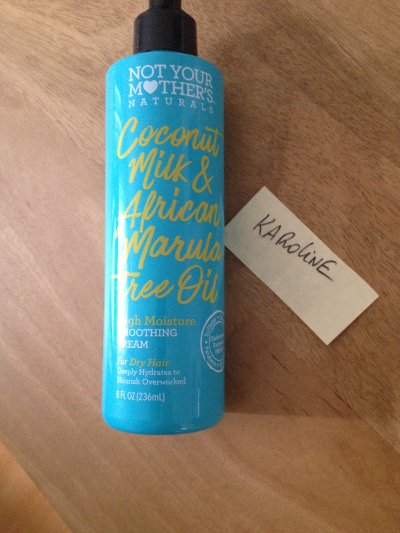 NOT YOUR
MOTHER'S
NATURALS
Coconut
Milk &
African
Marula
Tree Oil
High Moisture
SMOOTHING
CREAM
For Dry Hair
Deeply Hydrates to
Nourish Overworked
8 FL OZ (236mL)
KAROLINE